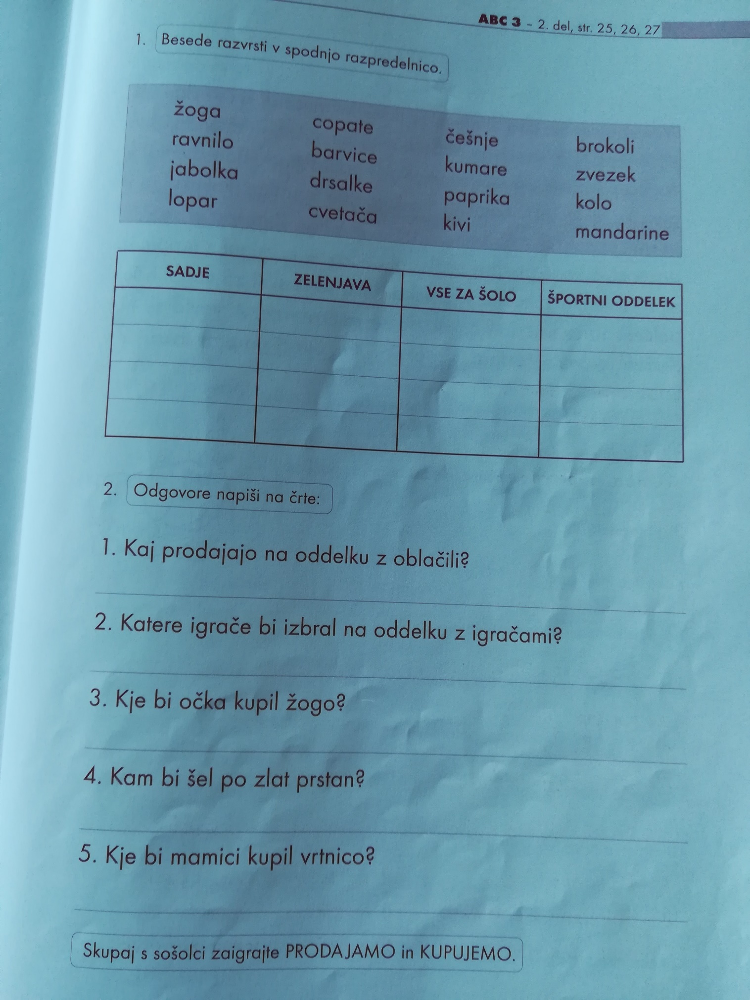 ABC 3 - 2. del, str. 25, 26, 27
1. Besede razvrsti v spodnjo razpredelnico.
žoga copate češnje brokoli
ravnilo barvice kumare zvezek
jabolka drsalke paprika kolo
lopar cvetača kivi mandarine
SADJE ZELENJAVA VSE ZA ŠOLO ŠPORTNI ODDELEK
2. Odgovore napiši na črte:
1. Kaj prodajajo na oddelku z oblačili?
2. Katere igrače bi izbral na oddelku z igračami?
3. Kje bi očka kupil žogo?
4. Kam bi šel po zlat prstan?
5. Kje bi mamici kupil vrtnico?
Skupaj s sošolci zaigrajte PRODAJAMO in KUPUJEMO.